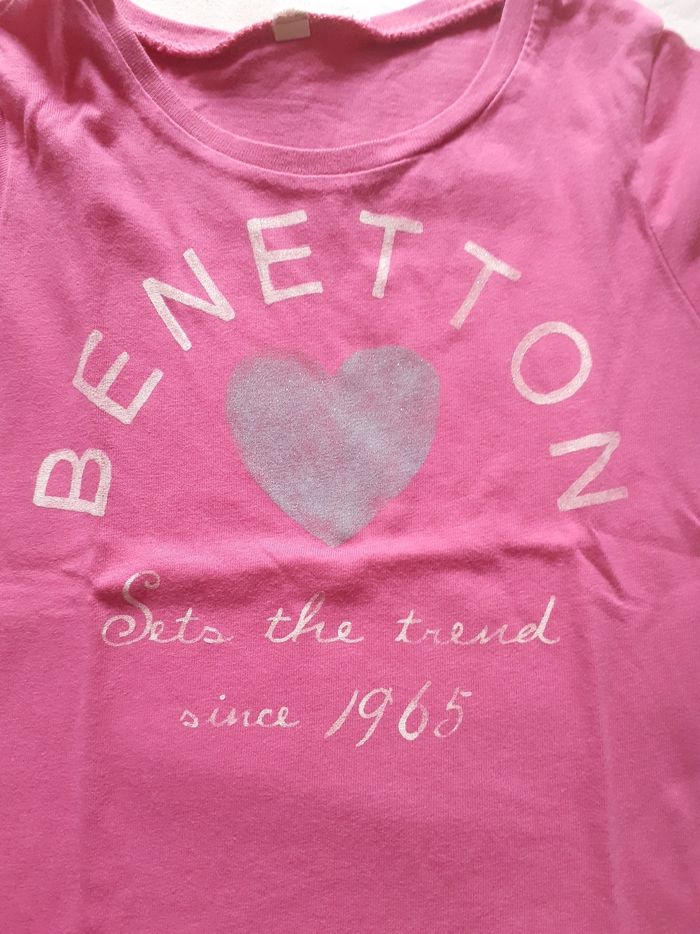 BENETTON
Sets the trend
since 1965